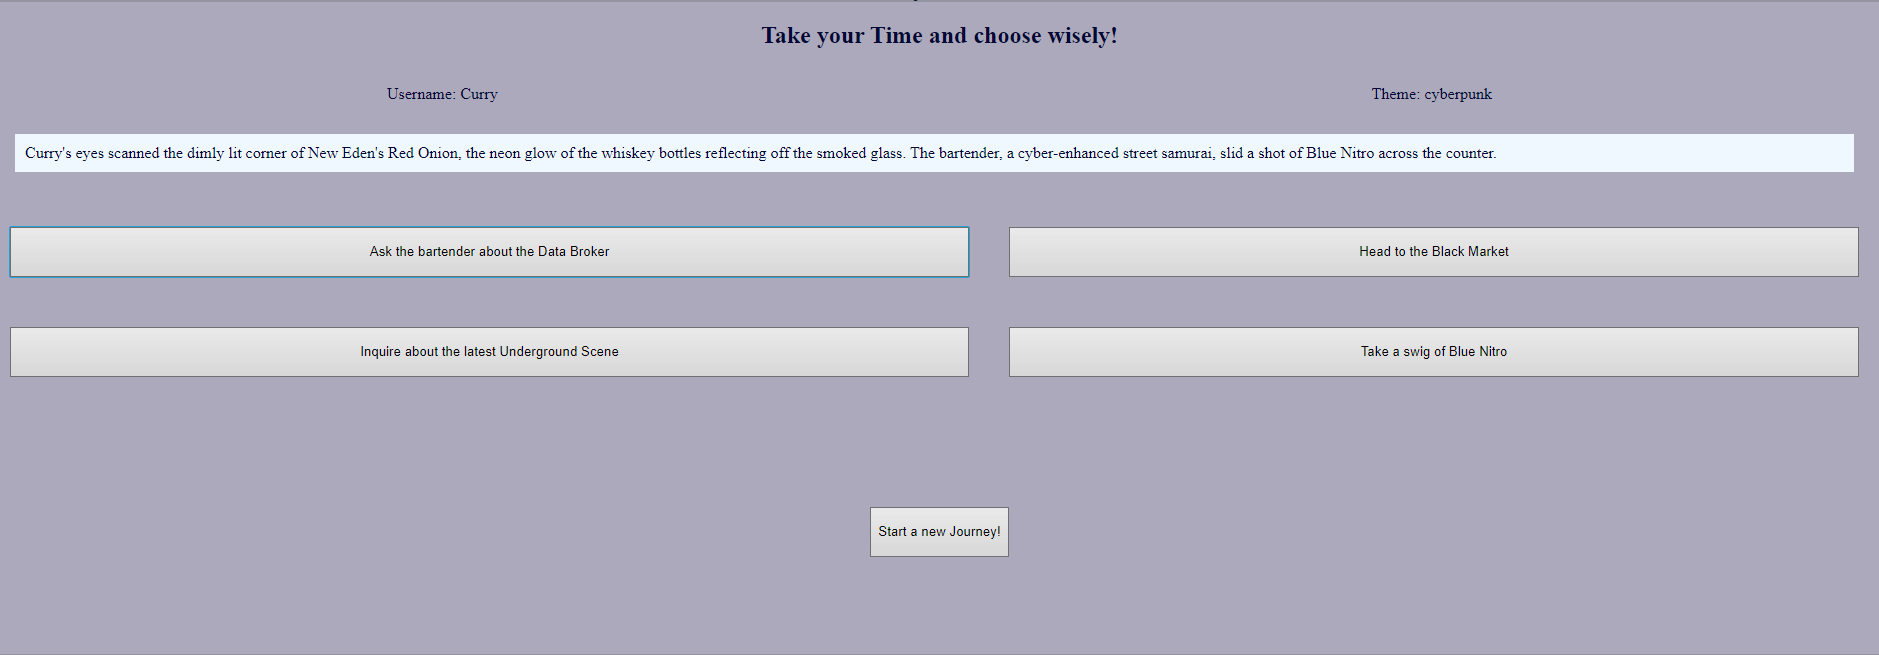 Take your Time and choose wisely!
Username: Curry
Theme: cyberpunk
Curry's eyes scanned the dimly lit corner of New Eden's Red Onion, the neon glow of the whiskey bottles reflecting off the smoked glass. The bartender, a cyber-enhanced street samurai, slid a shot of Blue Nitro across the counter.
Ask the bartender about the Data Broker
Head to the Black Market
Inquire about the latest Underground Scene
Take a swig of Blue Nitro
Start a new Journey!